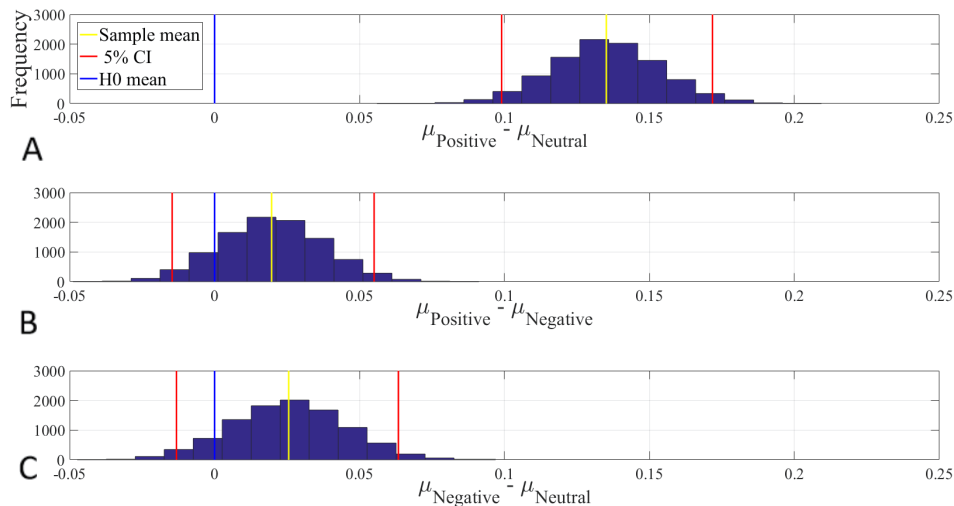 3000
2000
1000
0
Frequency
Sample mean
5% CI
H0 mean
-0.05 0 0.05 0.1 0.15 0.2 0.25
μPositive - μNeutral
A
3000
2000
1000
0
-0.05 0 0.05 0.1 0.15 0.2 0.25
μPositive - μNegative
B
3000
2000
1000
0
-0.05 0 0.05 0.1 0.15 0.2 0.25
μNegative - μNeutral
C